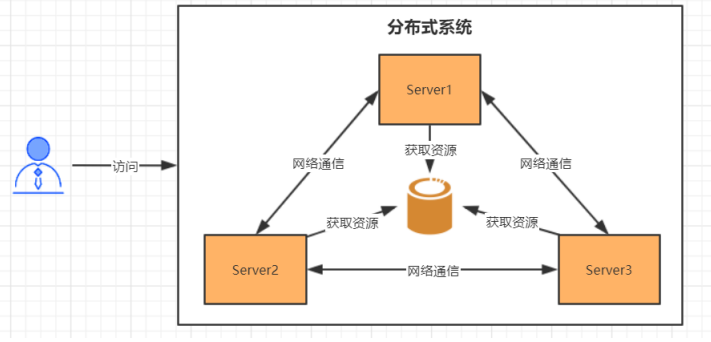 分布式系统
Server1
获取资源
网络通信
网络通信
访问
获取资源
获取资源
Server2
网络通信
Server3